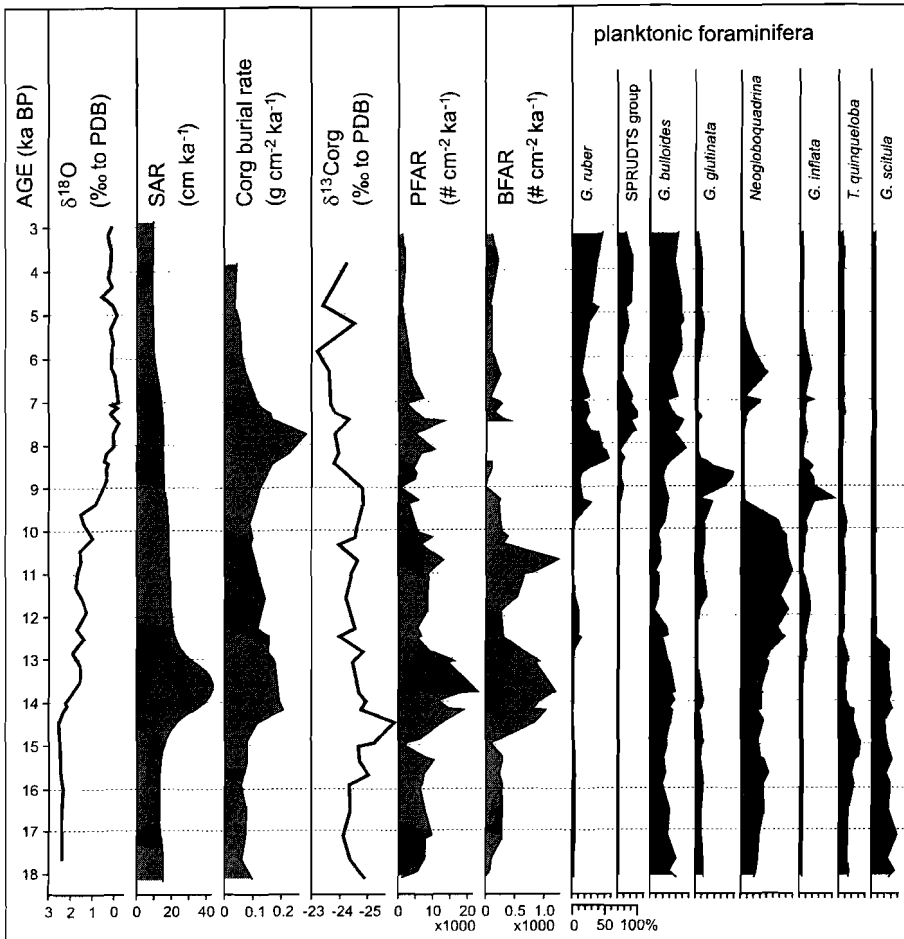 planktonic foraminifera
AGE (ka BP)
δ18O
(‰ to PDB)
SAR
(cm ka-1)
Corg burial rate
(g cm-2 ka-1)
δ13Corg
(‰ to PDB)
PFAR
(# cm-2 ka-1)
BFAR
(# cm-2 ka-1)
G. ruber
SPRUDTS group
G. bulloides
G. glutinata
Neogloboquadrina
G. inflata
T. quinqueloba
G. scitula
3
4
5
6
7
8
9
10
11
12
13
14
15
16
17
18
3 2 1 0
0 20 40
0 0.1 0.2
-23 -24 -25
0 10 20
x1000
0 0.5 1.0
x1000
0 50 100%